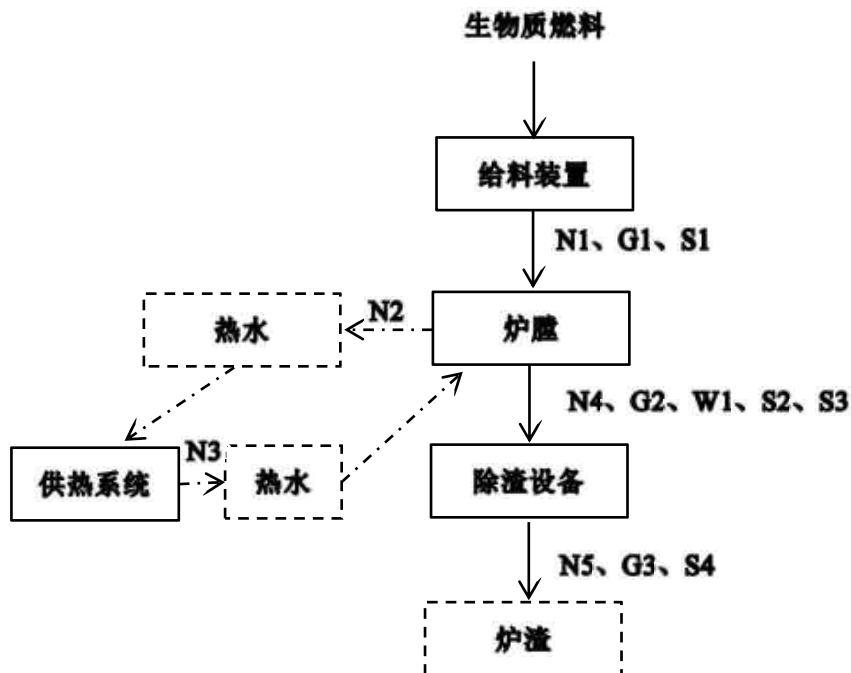 生物质燃料
给料装置
N1、G1、S1
热水
N2
炉膛
N4、G2、W1、S2、S3
供热系统
N3
热水
除渣设备
N5、G3、S4
炉渣